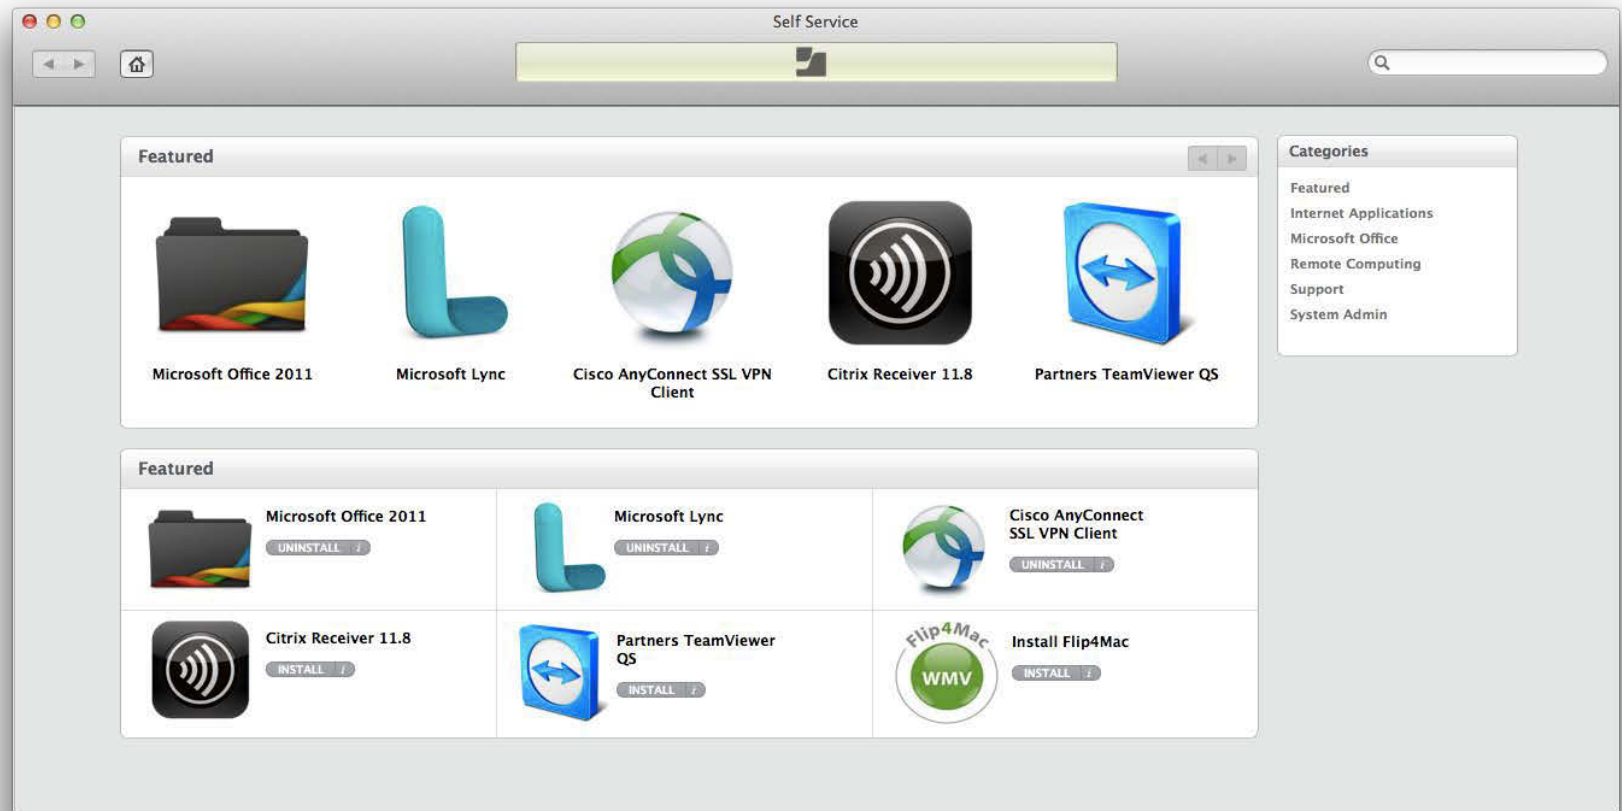 Self Service
Featured
Categories
Featured
Internet Applications
Microsoft Office
Remote Computing
Support
System Admin
Microsoft Office 2011
Microsoft Lync
Cisco AnyConnect SSL VPN
Client
Citrix Receiver 11.8
Partners TeamViewer QS
Featured
Microsoft Office 2011
UNINSTALL i
Microsoft Lync
UNINSTALL i
Cisco AnyConnect
SSL VPN Client
UNINSTALL i
Citrix Receiver 11.8
INSTALL i
Partners TeamViewer
QS
INSTALL i
Flip4Mac
WMV
Install Flip4Mac
INSTALL i